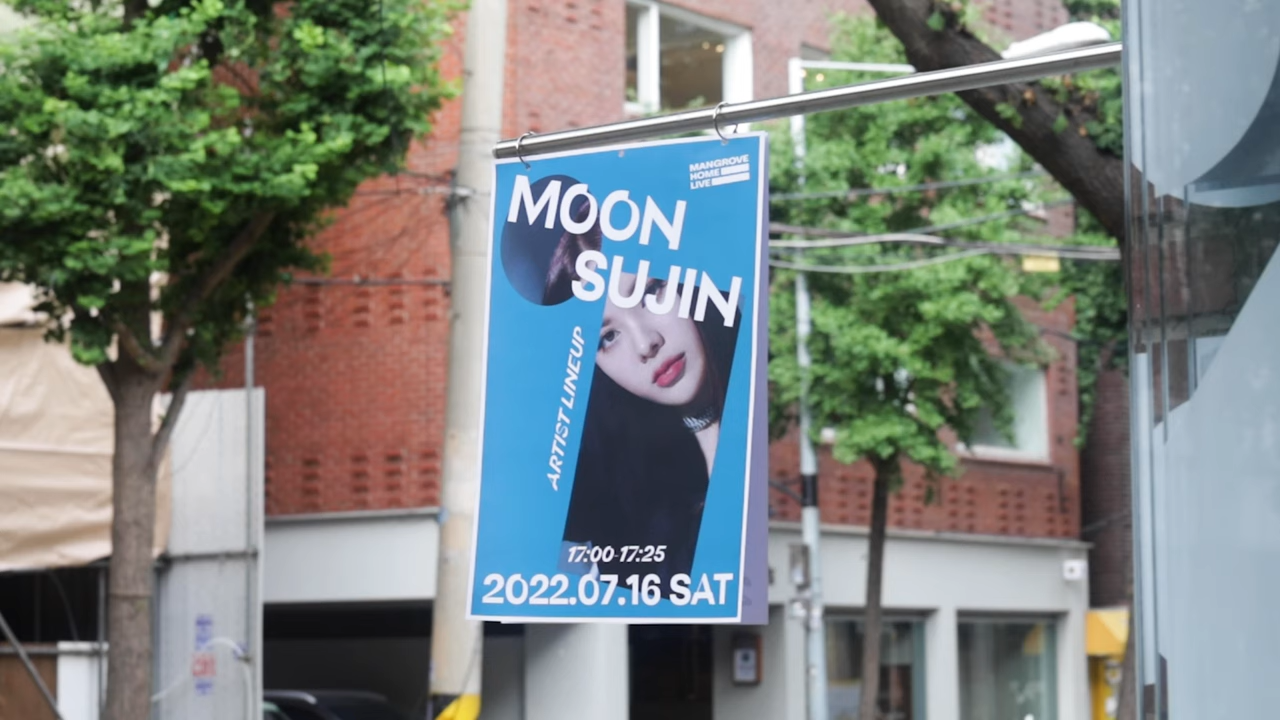 MANGROVE
HOME
LIVE
MOON
SUJIN
ARTIST LINEUP
17:00-17:25
2022.07.16 SAT